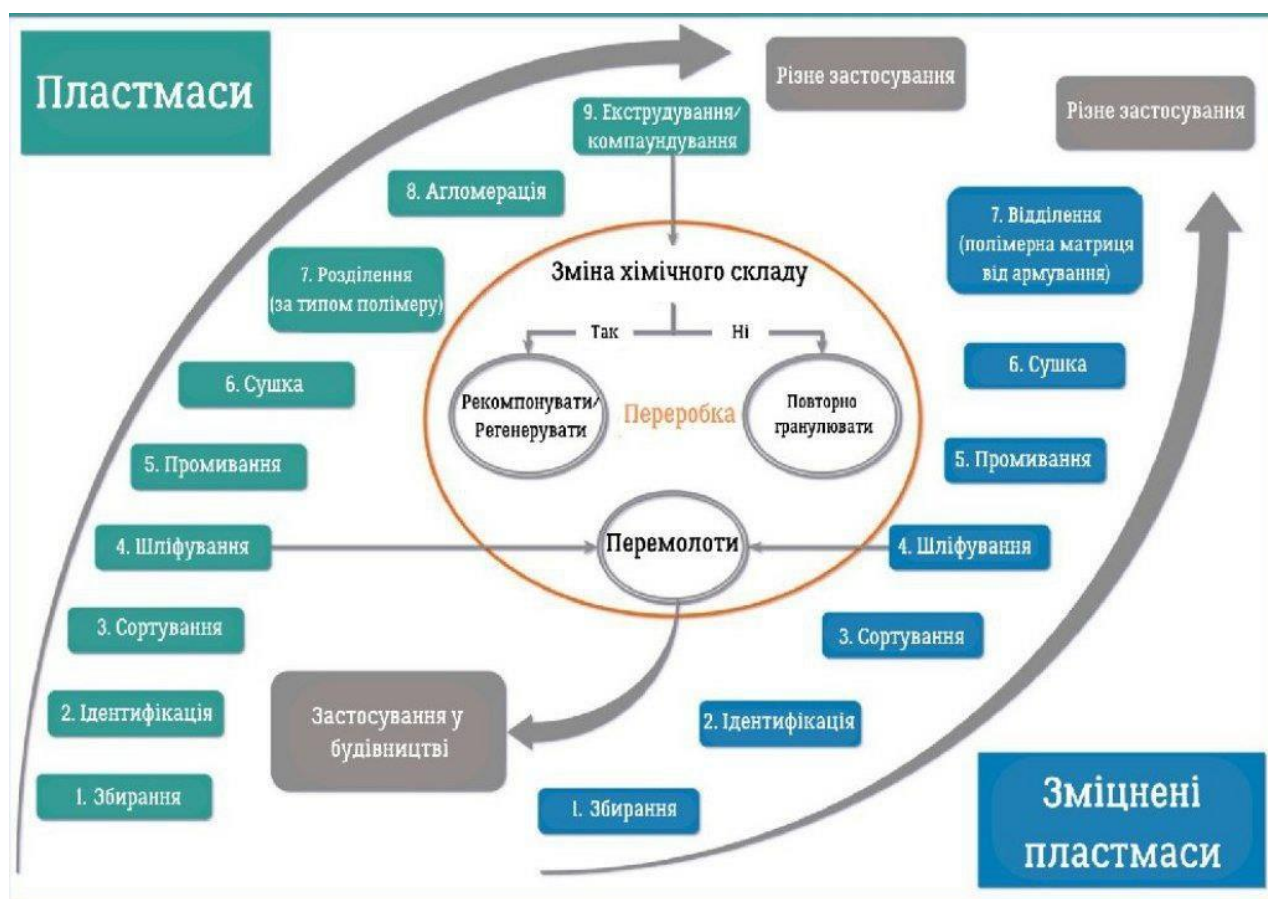 Пластмаси
Різне застосування
Різне застосування
9. Екструдування/
компаундування
8. Агломерація
7. Розділення
(за типом полімеру)
6. Сушка
5. Промивання
4. Шліфування
3. Сортування
2. Ідентифікація
1. Збирання
Зміна хімічного складу
Так
Ні
Рекомпонувати/
Регенерувати
Переробка
Повторно
гранулювати
Перемолоти
Застосування у
будівництві
7. Відділення
(полімерна матриця
від армування)
6. Сушка
5. Промивання
4. Шліфування
3. Сортування
2. Ідентифікація
1. Збирання
Зміцнені
пластмаси